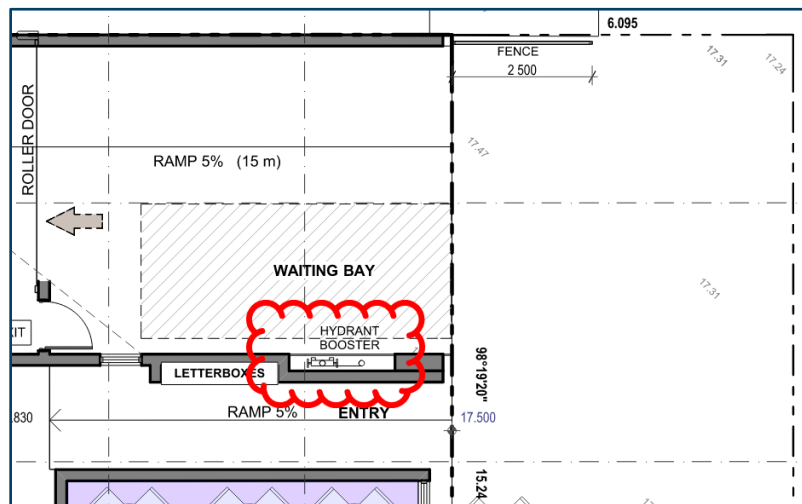 6.095
FENCE
2 500
17.31
17.24
17.47
ROLLER DOOR
RAMP 5% (15 m)
WAITING BAY
17.31
HYDRANT
BOOSTER
KIT
LETTERBOXES
98°19'20"
.830
RAMP 5%
ENTRY
17.500
15.24